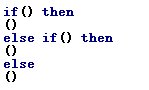 if() then
()
else if() then
()
else
()